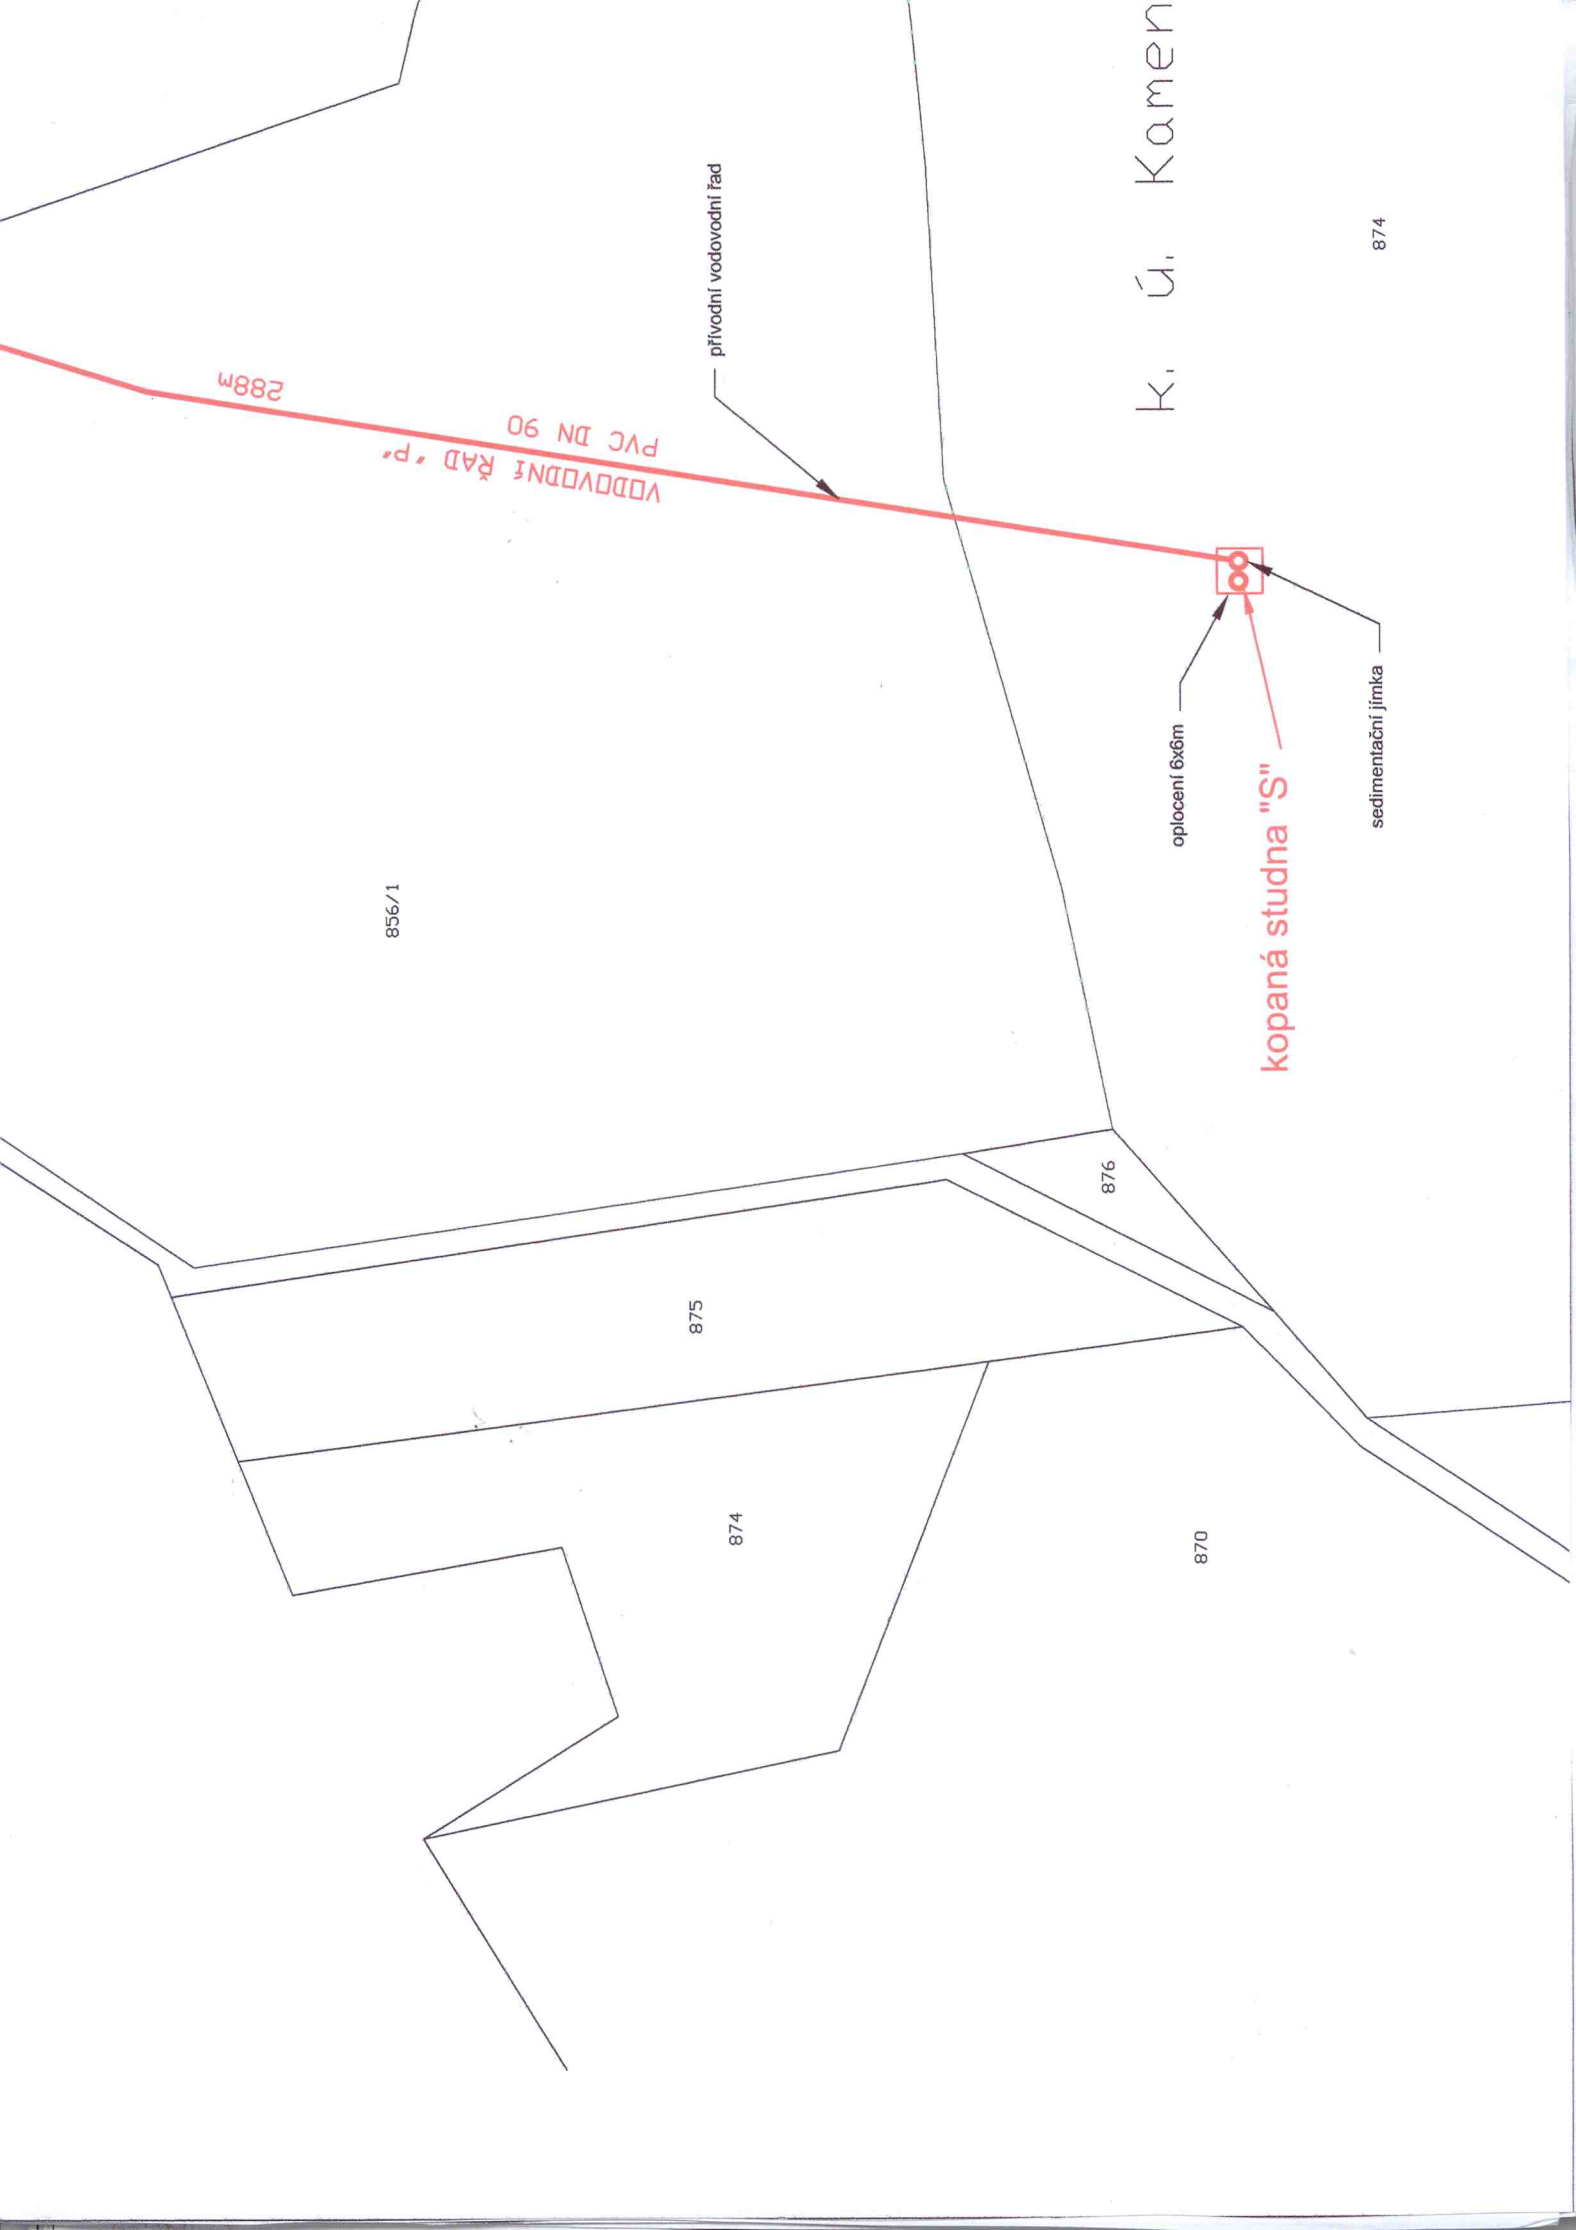 k. ú. Kamen
874
přívodní vodovodní řad
288m
PVC DN 90
VODOVODNÍ ŘAD "P"
oplocení 6x6m
kopaná studna "S"
sedimentační jímka
856/1
876
875
874
870